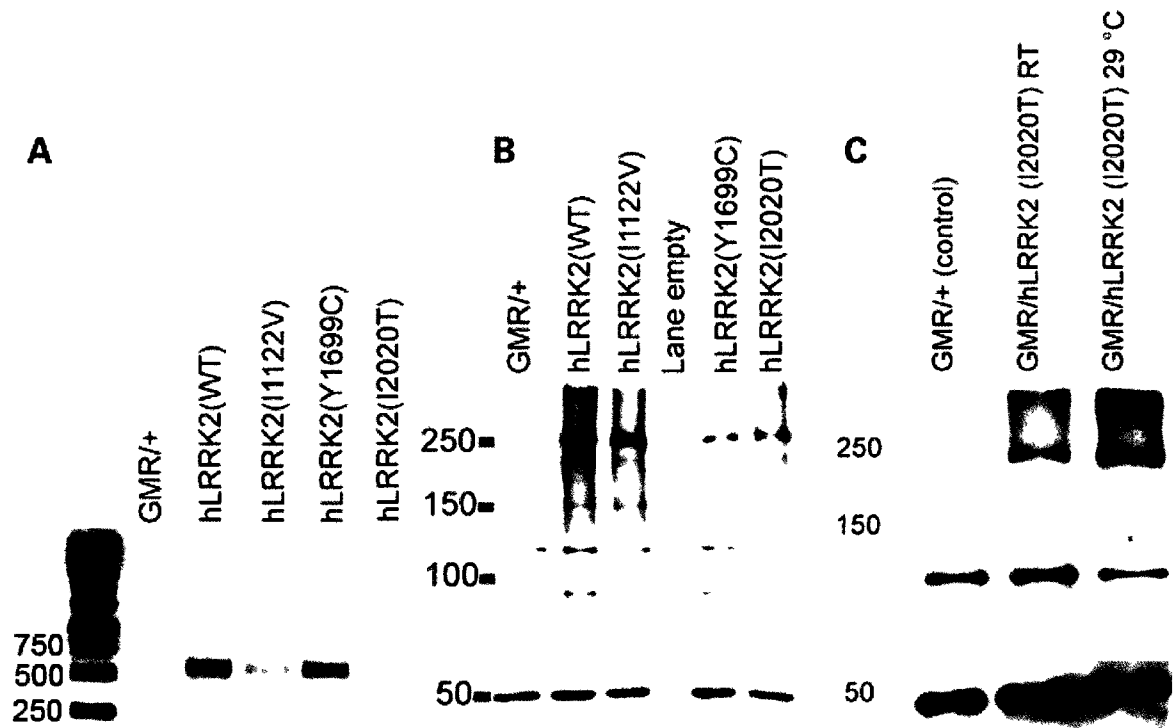 A
GMR/+
hLRRK2(WT)
hLRRK2(I1122V)
hLRRK2(Y1699C)
hLRRK2(I2020T)
750
500
250
B
GMR/+
hLRRK2(WT)
hLRRK2(I1122V)
Lane empty
hLRRK2(Y1699C)
hLRRK2(I2020T)
250
150
100
50
C
GMR/+ (control)
GMR/hLRRK2 (I2020T) RT
GMR/hLRRK2 (I2020T) 29 °C
250
150
50